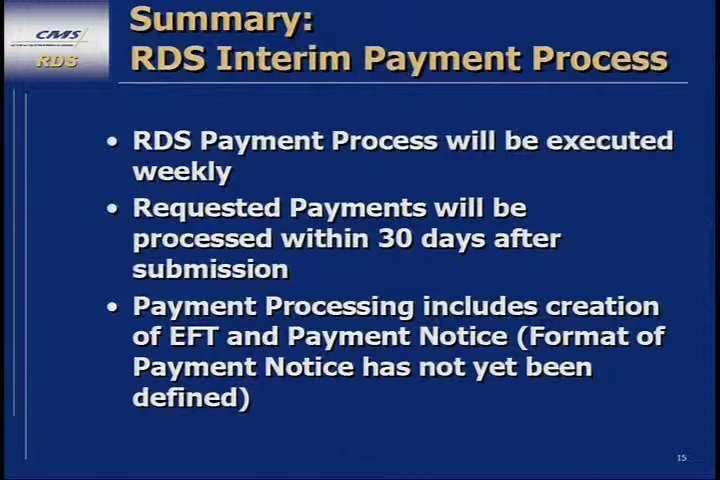 CMS
RDS
Summary:
RDS Interim Payment Process
• RDS Payment Process will be executed
weekly
• Requested Payments will be
processed within 30 days after
submission
• Payment Processing includes creation
of EFT and Payment Notice (Format of
Payment Notice has not yet been
defined)
15